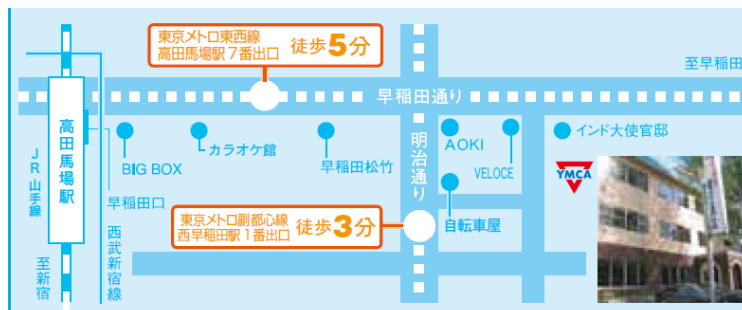 東京メトロ東西線
高田馬場駅7番出口 徒歩5分
至早稲田
早稲田通り
高田馬場駅
JR山手線
BIG BOX
カラオケ館
早稲田松竹
明治通り
AOKI
VELOCE
インド大使官邸
YMCA
早稲田口
東京メトロ副都心線
西早稲田駅1番出口 徒歩3分
自転車屋
西武新宿線
至新宿